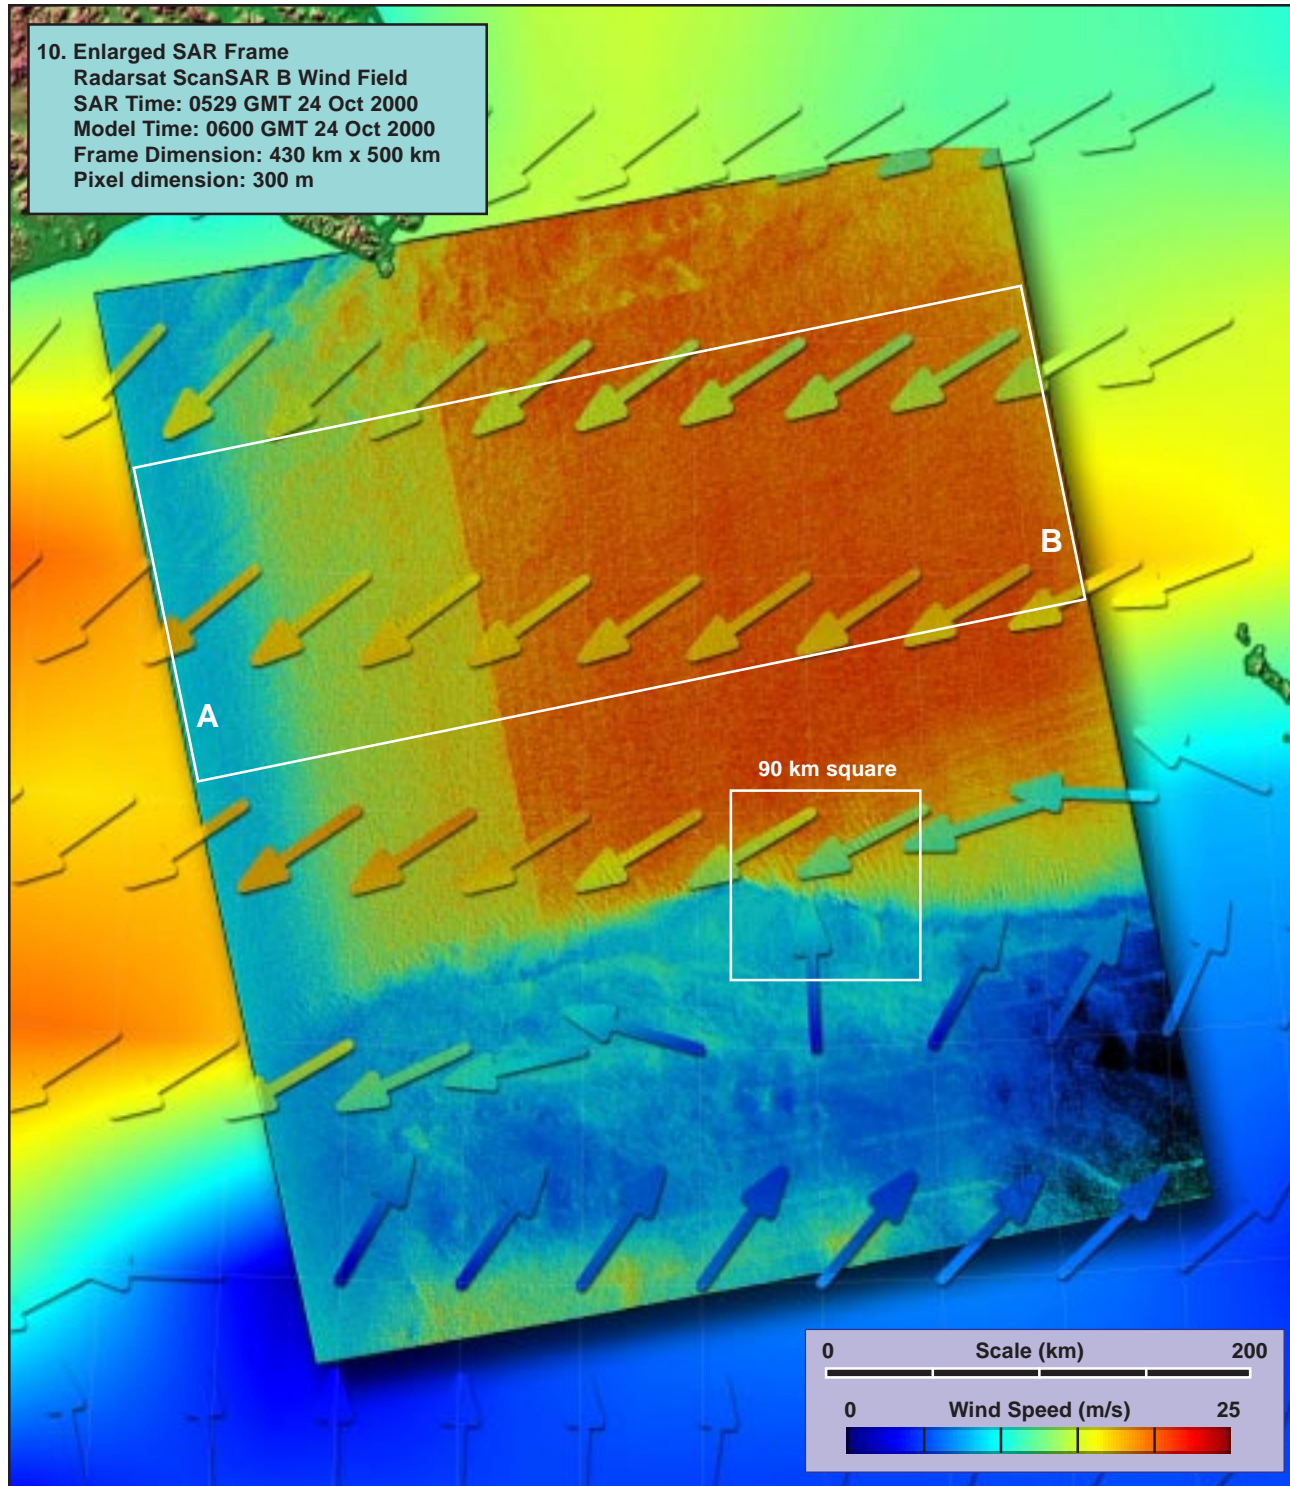 10. Enlarged SAR Frame
Radarsat ScanSAR B Wind Field
SAR Time: 0529 GMT 24 Oct 2000
Model Time: 0600 GMT 24 Oct 2000
Frame Dimension: 430 km x 500 km
Pixel dimension: 300 m
B
A
90 km square
0 Scale (km) 200
0 Wind Speed (m/s) 25